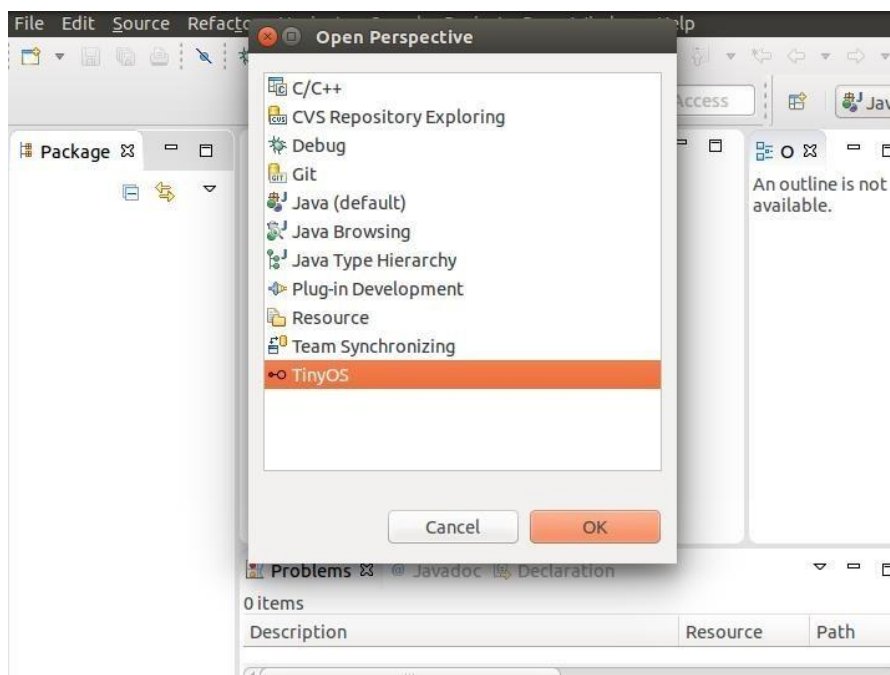 File Edit Source Refacto
elp
Open Perspective
Access
Jav
C/C++
CVS Repository Exploring
Debug
Git
Java (default)
Java Browsing
Java Type Hierarchy
Plug-in Development
Resource
Team Synchronizing
TinyOS
Cancel OK
Package
O
An outline is not
available.
Problems @ Javadoc Declaration
0 items
Description Resource Path